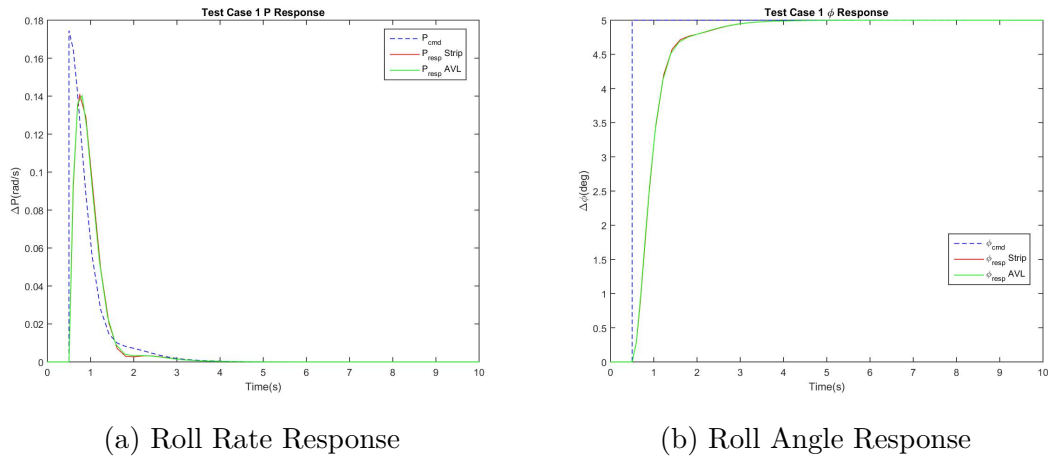 Test Case 1 P Response
0.18
0.16
0.14
0.12
0.1
0.08
0.06
0.04
0.02
0
ΔP(rad/s)
0 1 2 3 4 5 6 7 8 9 10
Time(s)
P_cmd
P_resp Strip
P_resp AVL
(a) Roll Rate Response
Test Case 1 ϕ Response
5
4.5
4
3.5
3
2.5
2
1.5
1
0.5
0
Δϕ(deg)
0 1 2 3 4 5 6 7 8 9 10
Time(s)
ϕ_cmd
ϕ_resp Strip
ϕ_resp AVL
(b) Roll Angle Response